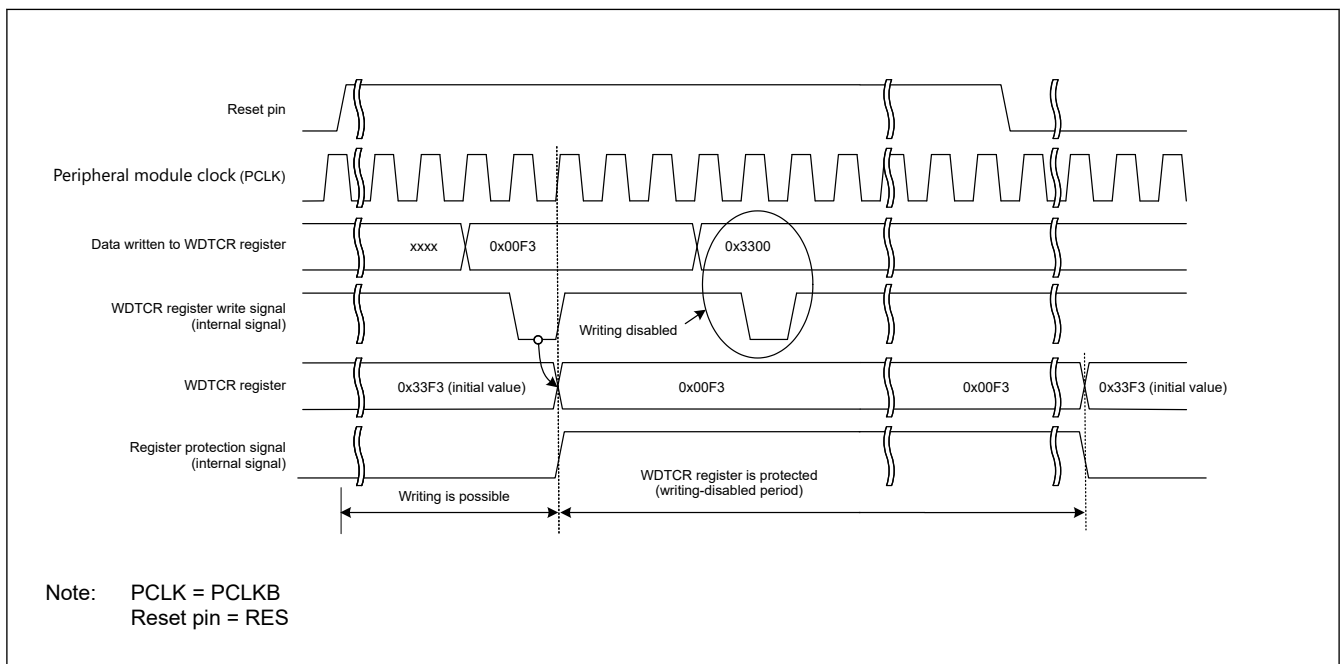 Reset pin
Peripheral module clock (PCLK)
Data written to WDTCR register
xxxx
0x00F3
0x3300
WDTCR register write signal
(internal signal)
Writing disabled
WDTCR register
0x33F3 (initial value)
0x00F3
0x00F3
0x33F3 (initial value)
Register protection signal
(internal signal)
Writing is possible
WDTCR register is protected
(writing-disabled period)
Note: PCLK = PCLKB
Reset pin = RES